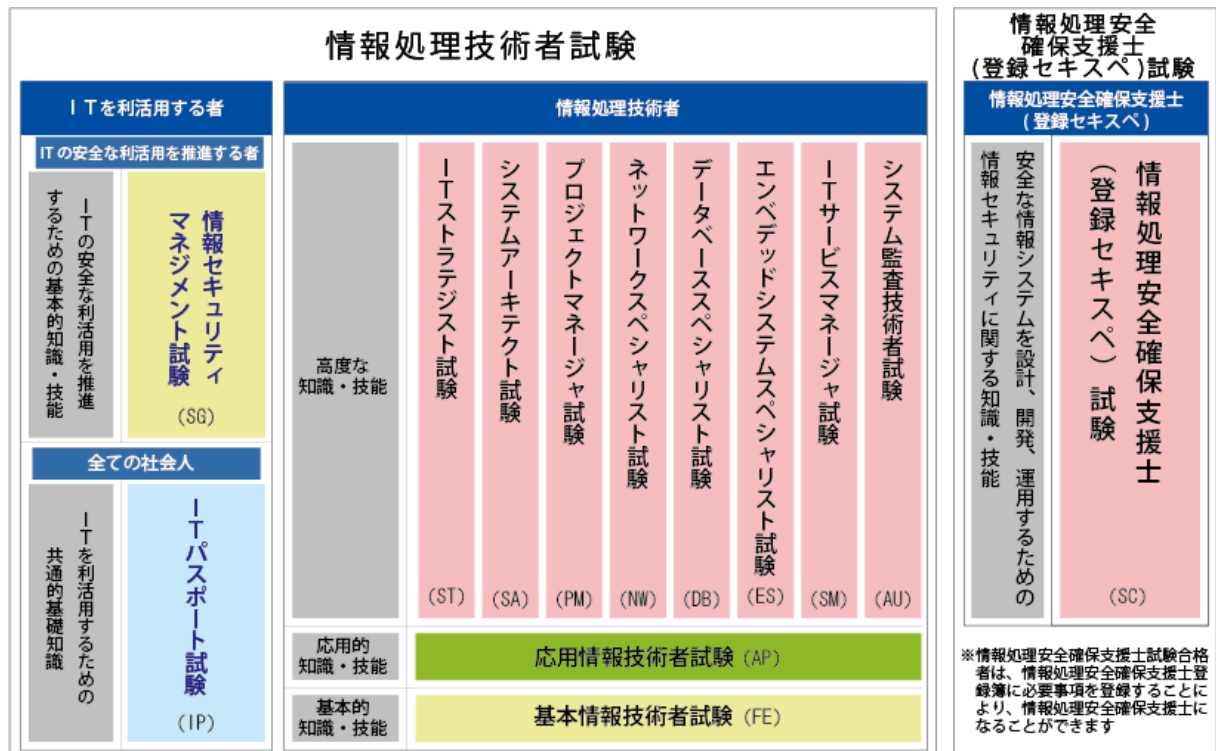 情報処理技術者試験
ITを利活用する者
ITの安全な利活用を推進する者
ITの安全な利活用を推進
するための基本的知識・技能
情報セキュリティ
マネジメント試験
(SG)
全ての社会人
ITを利活用するための
共通的基礎知識
ITパスポート試験
(IP)
情報処理技術者
高度な
知識・技能
ITストラテジスト試験
(ST)
システムアーキテクト試験
(SA)
プロジェクトマネージャ試験
(PM)
ネットワークスペシャリスト試験
(NW)
データベーススペシャリスト試験
(DB)
エンベデッドシステムスペシャリスト試験
(ES)
ITサービスマネージャ試験
(SM)
システム監査技術者試験
(AU)
応用的
知識・技能
応用情報技術者試験(AP)
基本的
知識・技能
基本情報技術者試験(FE)
情報処理安全
確保支援士
(登録セキスペ)試験
情報処理安全確保支援士
(登録セキスペ)
安全な情報システムを設計、開発、運用するための
情報セキュリティに関する知識・技能
情報処理安全確保支援士
(登録セキスペ)試験
(SC)
※情報処理安全確保支援士試験合格
者は、情報処理安全確保支援士登
録簿に必要事項を登録することに
より、情報処理安全確保支援士に
なることができます